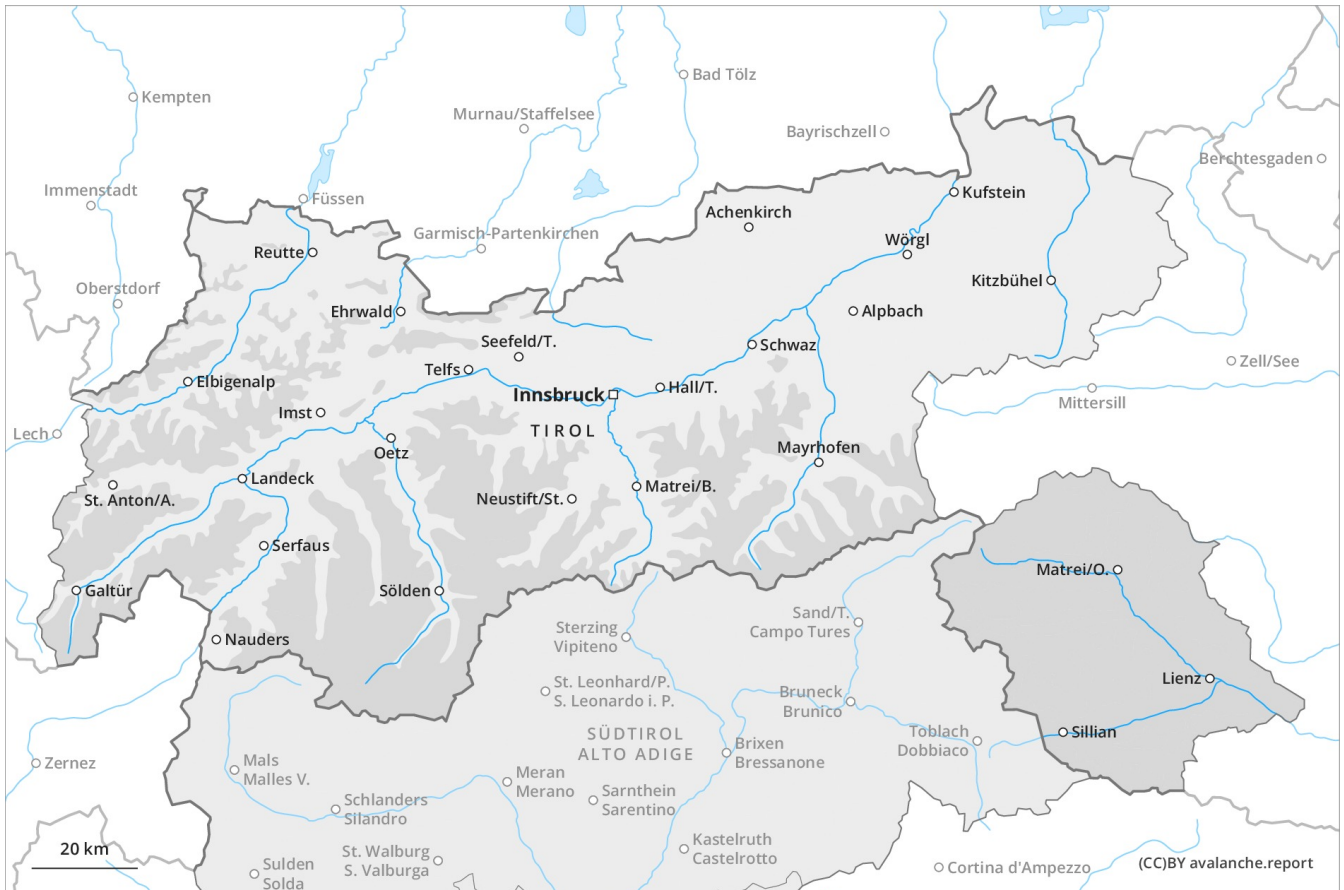 Bad Tölz
Kempten
Murnau/Staffelsee
Bayrischzell
Berchtesgaden
Immenstadt
Füssen
Kufstein
Achenkirch
Garmisch-Partenkirchen
Wörgl
Reutte
Kitzbühel
Oberstdorf
Ehrwald
Alpbach
Seefeld/T.
Schwaz
Zell/See
Telfs
Elbigenalp
Innsbruck
Hall/T.
Mittersill
Imst
TIROL
Lech
Oetz
Mayrhofen
Landeck
St. Anton/A.
Neustift/St.
Matrei/B.
Serfaus
Matrei/O.
Galtür
Sölden
Sand/T.
Campo Tures
Sterzing
Vipiteno
Nauders
Lienz
St. Leonhard/P.
S. Leonardo i. P.
Bruneck
Brunico
Sillian
Toblach
Dobbiaco
SÜDTIROL
ALTO ADIGE
Brixen
Bressanone
Zernez
Mals
Malles V.
Meran
Merano
Sarnthein
Sarentino
Schlanders
Silandro
Kastelruth
Castelrotto
20 km
St. Walburg
S. Valburga
Sulden
Solda
Cortina d'Ampezzo
(CC)BY avalanche.report